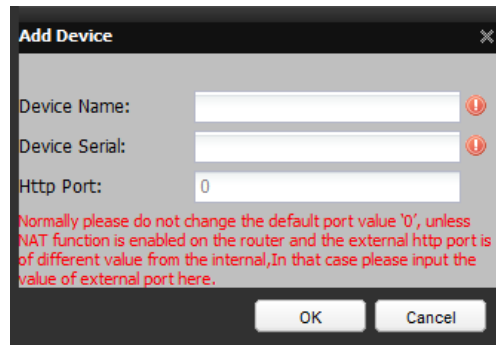 Add Device
Device Name:
Device Serial:
Http Port: 0
Normally please do not change the default port value '0', unless
NAT function is enabled on the router and the external http port is
of different value from the internal,In that case please input the
value of external port here.
OK Cancel